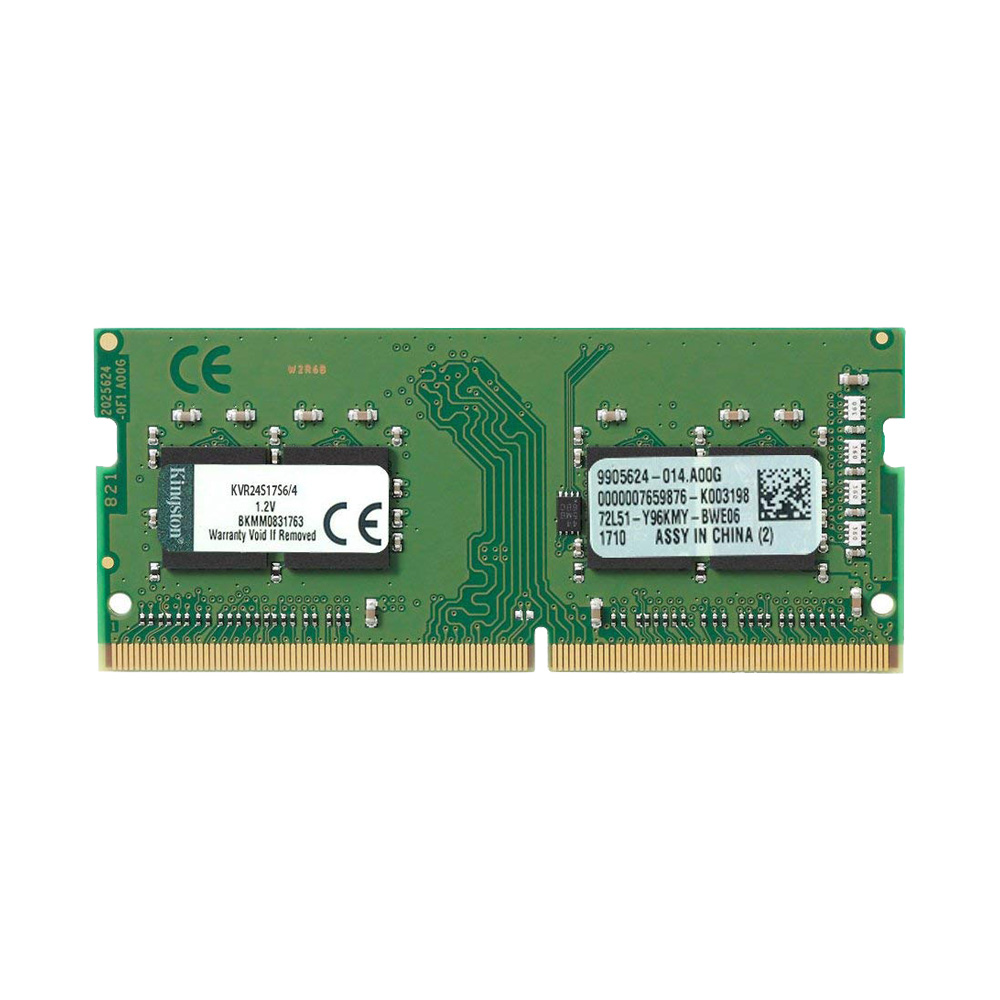 CE
W3R6B
2025624
-0F1 A00G
821
Kingston
KVR24S17S6/4
1.2V
BKMM0831763
Warranty Void If Removed
CE
9905624-014.A00G
0000007659876-K003198
72L51-Y96KMY-BWE06
1710 ASSY IN CHINA (2)